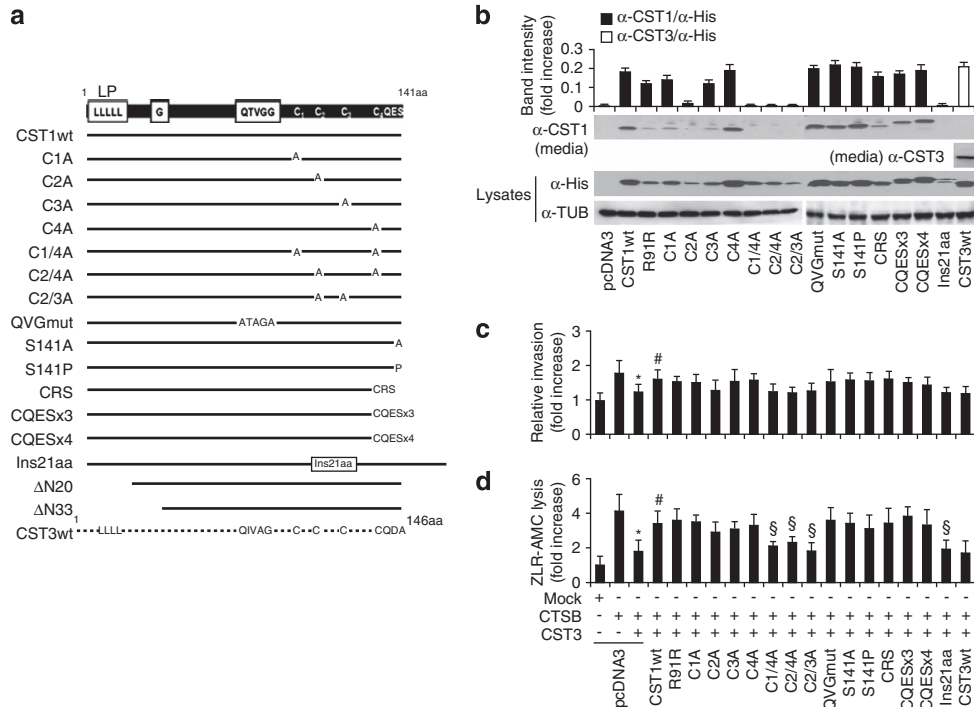 a
1 LP 141aa
LLLLL G QTVGG C1 C2 C3 C4QES
CST1wt
C1A A
C2A A
C3A A
C4A A
C1/4A A A
C2/4A A A
C2/3A A A
QVGmut ATAGA
S141A A
S141P P
CRS CRS
CQESx3 CQESx3
CQESx4 CQESx4
Ins21aa Ins21aa
ΔN20
ΔN33
1 146aa
CST3wt LLLL QIVAG C C C CQDA
b
α-CST1/α-His
α-CST3/α-His
Band intensity
(fold increase)
0.3
0.2
0.1
0
α-CST1
(media)
(media) α-CST3
Lysates
α-His
α-TUB
pcDNA3 CST1wt R91R C1A C2A C3A C4A C1/4A C2/4A C2/3A QVGmut S141A S141P CRS CQESx3 CQESx4 Ins21aa CST3wt
c
Relative invasion
(fold increase)
3
2
1
0
* #
d
ZLR-AMC lysis
(fold increase)
6
4
2
0
* # § § § §
Mock + - - - - - - - - - - - - - - - - - - -
CTSB - + + + + + + + + + + + + + + + + + + +
CST3 - - + + + + + + + + + + + + + + + + + +
pcDNA3 CST1wt R91R C1A C2A C3A C4A C1/4A C2/4A C2/3A QVGmut S141A S141P CRS CQESx3 CQESx4 Ins21aa CST3wt